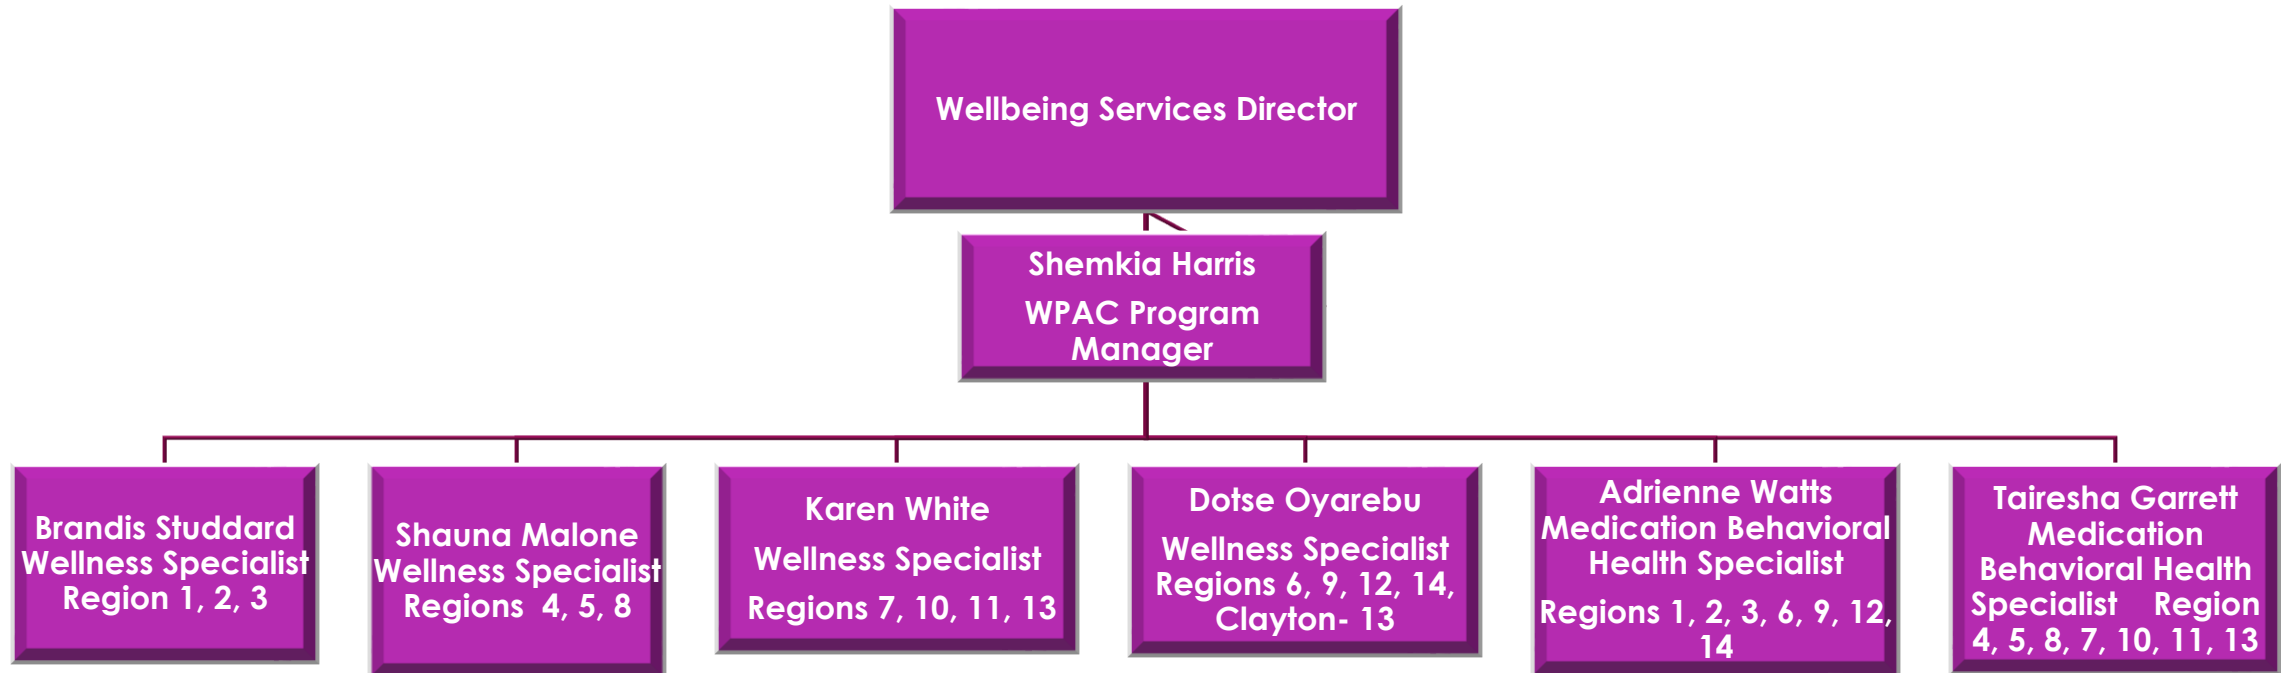 Wellbeing Services Director
Shemkia Harris
WPAC Program
Manager
Brandis Studdard
Wellness Specialist
Region 1, 2, 3
Shauna Malone
Wellness Specialist
Regions  4, 5, 8
Karen White
Wellness Specialist
Regions 7, 10, 11, 13
Dotse Oyarebu
Wellness Specialist
Regions 6, 9, 12, 14,
Clayton- 13
Adrienne Watts
Medication Behavioral
Health Specialist
Regions 1, 2, 3, 6, 9, 12,
14
Tairesha Garrett
Medication
Behavioral Health
Specialist    Region
4, 5, 8, 7, 10, 11, 13